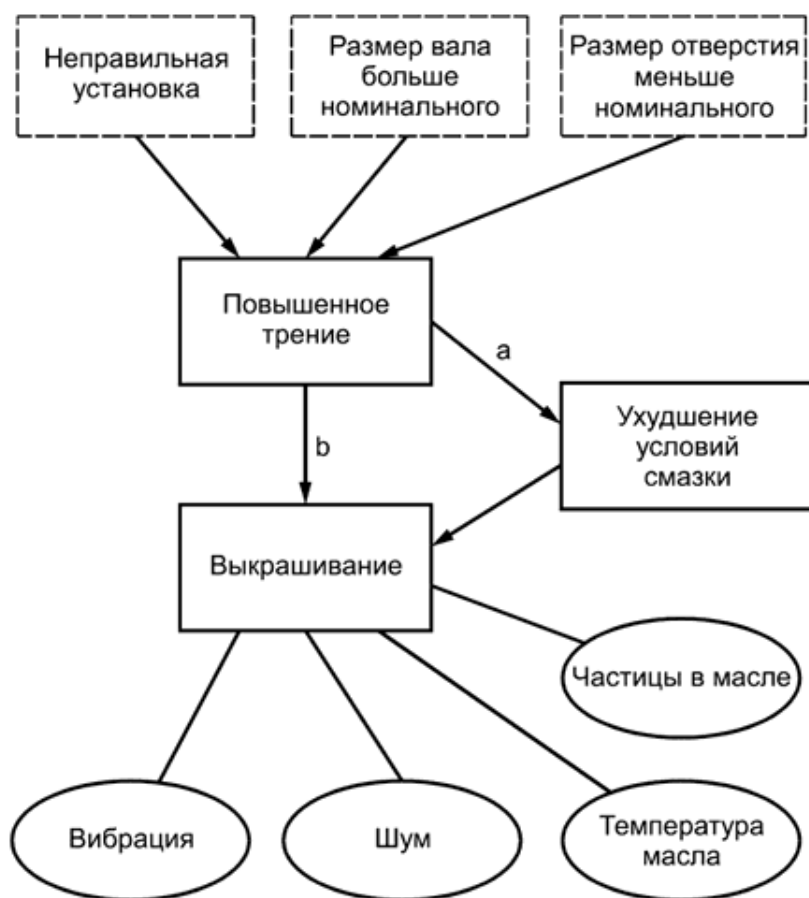 Неправильная
установка
Размер вала
больше
номинального
Размер отверстия
меньше
номинального
Повышенное
трение
a
Ухудшение
условий
смазки
b
Выкрашивание
Частицы в масле
Вибрация
Шум
Температура
масла